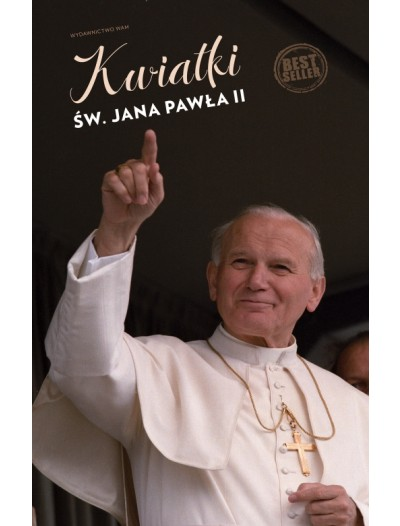 WYDAWNICTWO WAM
Kwiatki
ŚW. JANA PAWŁA II
BEST
SELLER